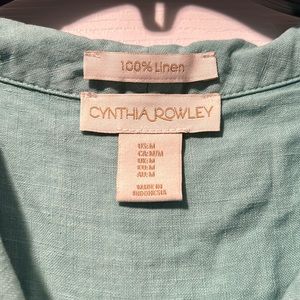 100% Linen
CYNTHIA ROWLEY
US:M
CA:M/M
UK:M
EU:M
AU:M
MADE IN
INDONESIA